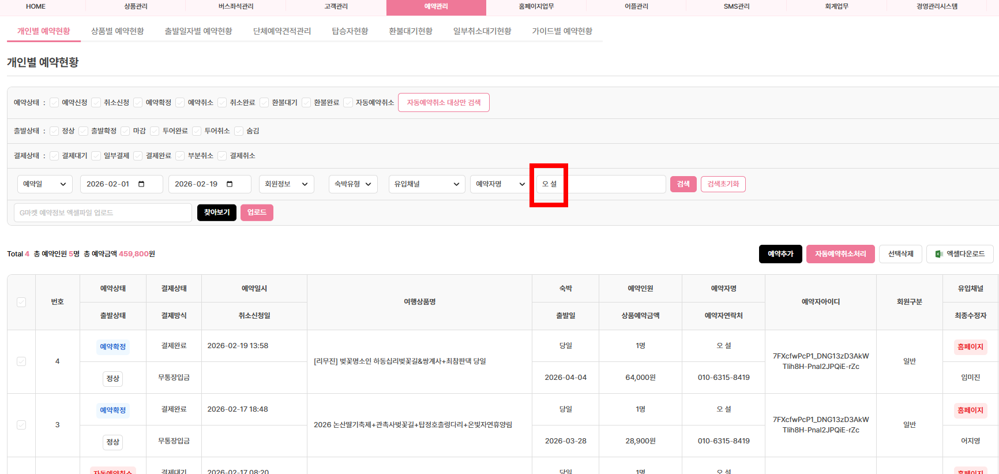 HOME 상품관리 버스좌석관리 고객관리 예약관리 홈페이지업무 어플관리 SMS관리 회계업무 경영관리시스템
개인별 예약현황 상품별 예약현황 출발일자별 예약현황 단체예약견적관리 탑승자현황 환불대기현황 일부취소대기현황 가이드별 예약현황
개인별 예약현황
예약상태 : 예약신청 취소신청 예약확정 예약취소 취소완료 환불대기 환불완료 자동예약취소 자동예약취소 대상만 검색
출발상태 : 정상 출발확정 마감 투어완료 투어취소 숨김
결제상태 : 결제대기 일부결제 결제완료 부분취소 결제취소
예약일 2026-02-01 2026-02-19 회원정보 숙박유형 유입채널 예약자명 오 설 검색 검색초기화
G마켓 예약정보 엑셀파일 업로드 찾아보기 업로드
Total 4 총 예약인원 5명 총 예약금액 459,800원 예약추가 자동예약취소처리 선택삭제 엑셀다운로드
예약상태 결제상태 예약일시 숙박 예약인원 예약자명 유입채널
번호 여행상품명 예약자아이디 회원구분
출발상태 결제방식 취소신청일 출발일 상품예약금액 예약자연락처 최종수정자
예약확정 결제완료 2026-02-19 13:58 당일 1명 오 설 홈페이지
4 [리무진] 벚꽃명소인 하동십리벚꽃길&쌍계사+최참판댁 당일 7FXcfwPcP1_DNG13zD3AkW 일반
TIih8H-PnaI2JPQiE-rZc
정상 무통장입금 2026-04-04 64,000원 010-6315-8419 임미진
예약확정 결제완료 2026-02-17 18:48 당일 1명 오 설 홈페이지
3 2026 논산딸기축제+관촉사벚꽃길+탑정호출렁다리+온빛자연휴양림 7FXcfwPcP1_DNG13zD3AkW 일반
TIih8H-PnaI2JPQiE-rZc
정상 무통장입금 2026-03-28 28,900원 010-6315-8419 어지영
자동예약취소 결제대기 2026-02-17 08:20 당일 1명 오 설 홈페이지